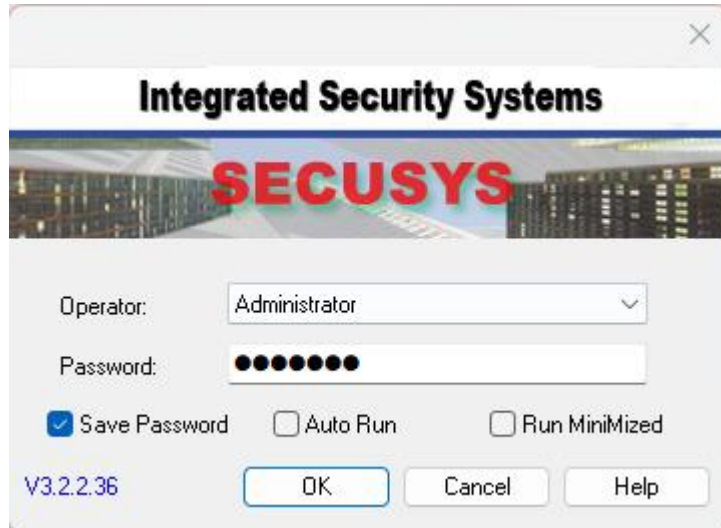 Integrated Security Systems
SECUSYS
Operator: Administrator
Password: ●●●●●●●
Save Password Auto Run Run MiniMized
V3.2.2.36 OK Cancel Help